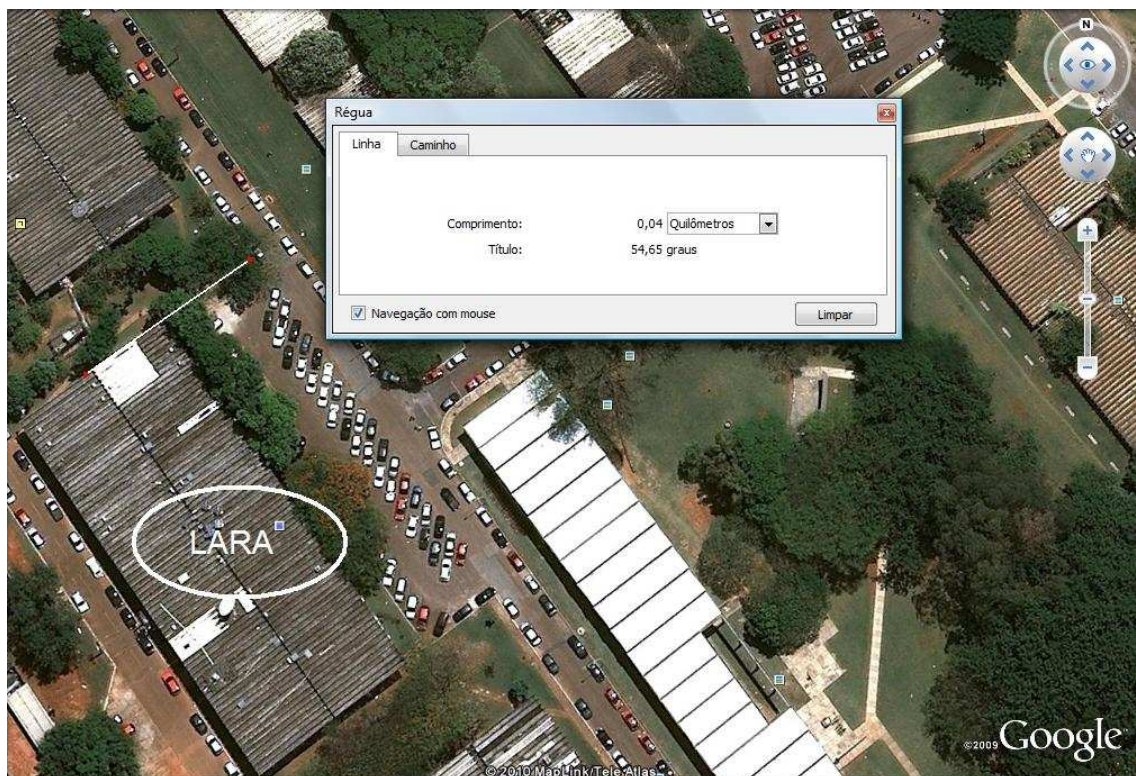 N
Régua
Linha Caminho
Comprimento: 0,04 Quilômetros
Título: 54,65 graus
Navegação com mouse Limpar
LARA
©2009 Google
©2010 MapLink/Tele Atlas